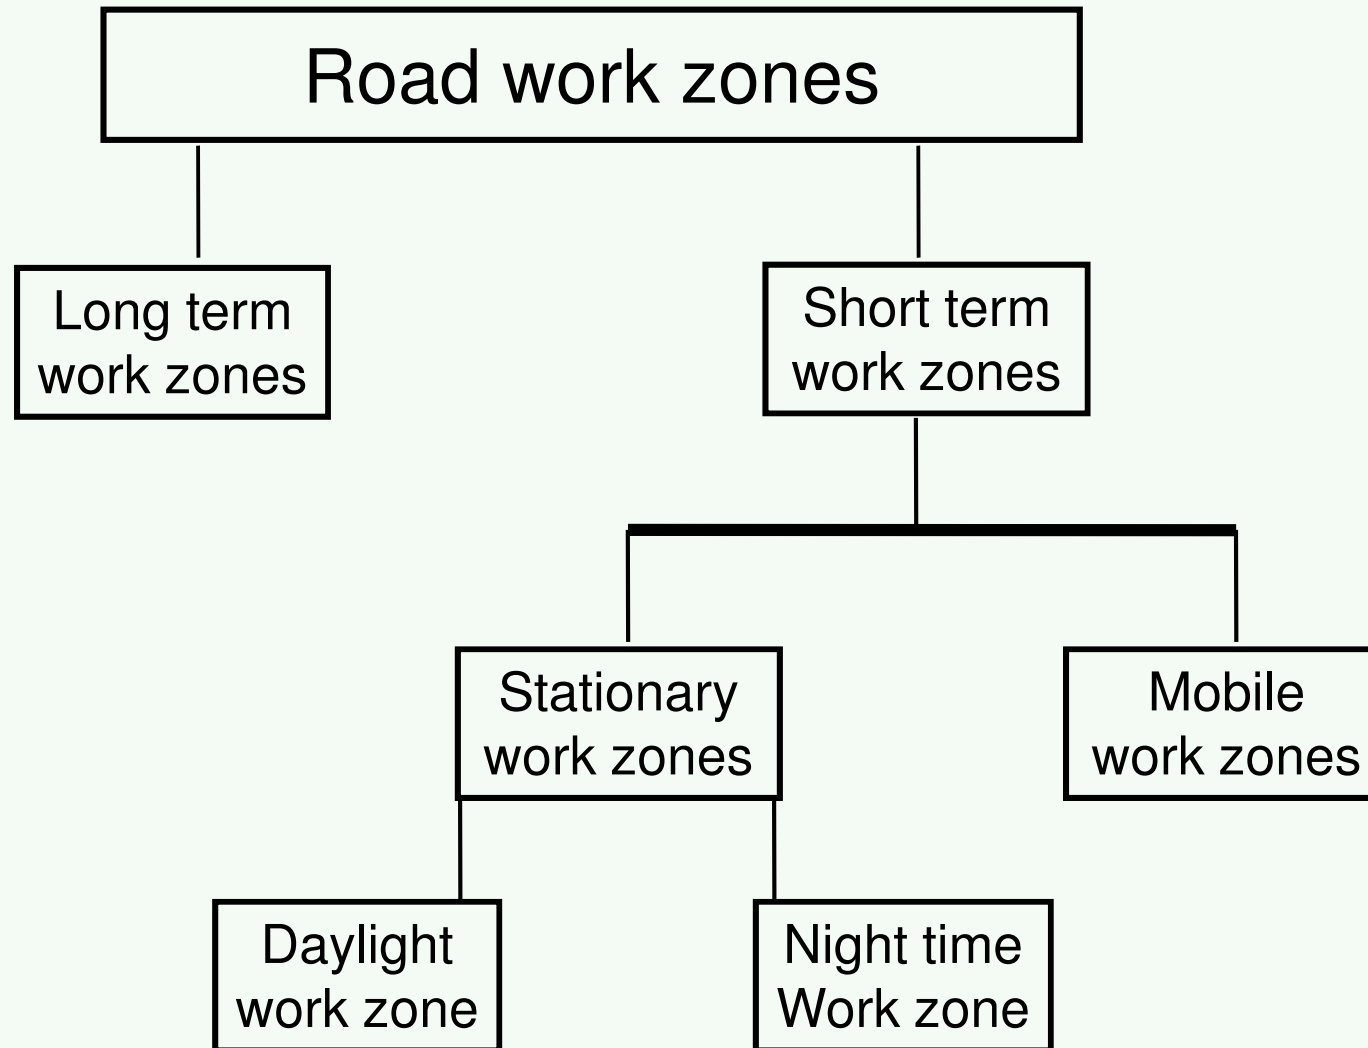 Road work zones
Long term
work zones
Short term
work zones
Stationary
work zones
Mobile
work zones
Daylight
work zone
Night time
Work zone